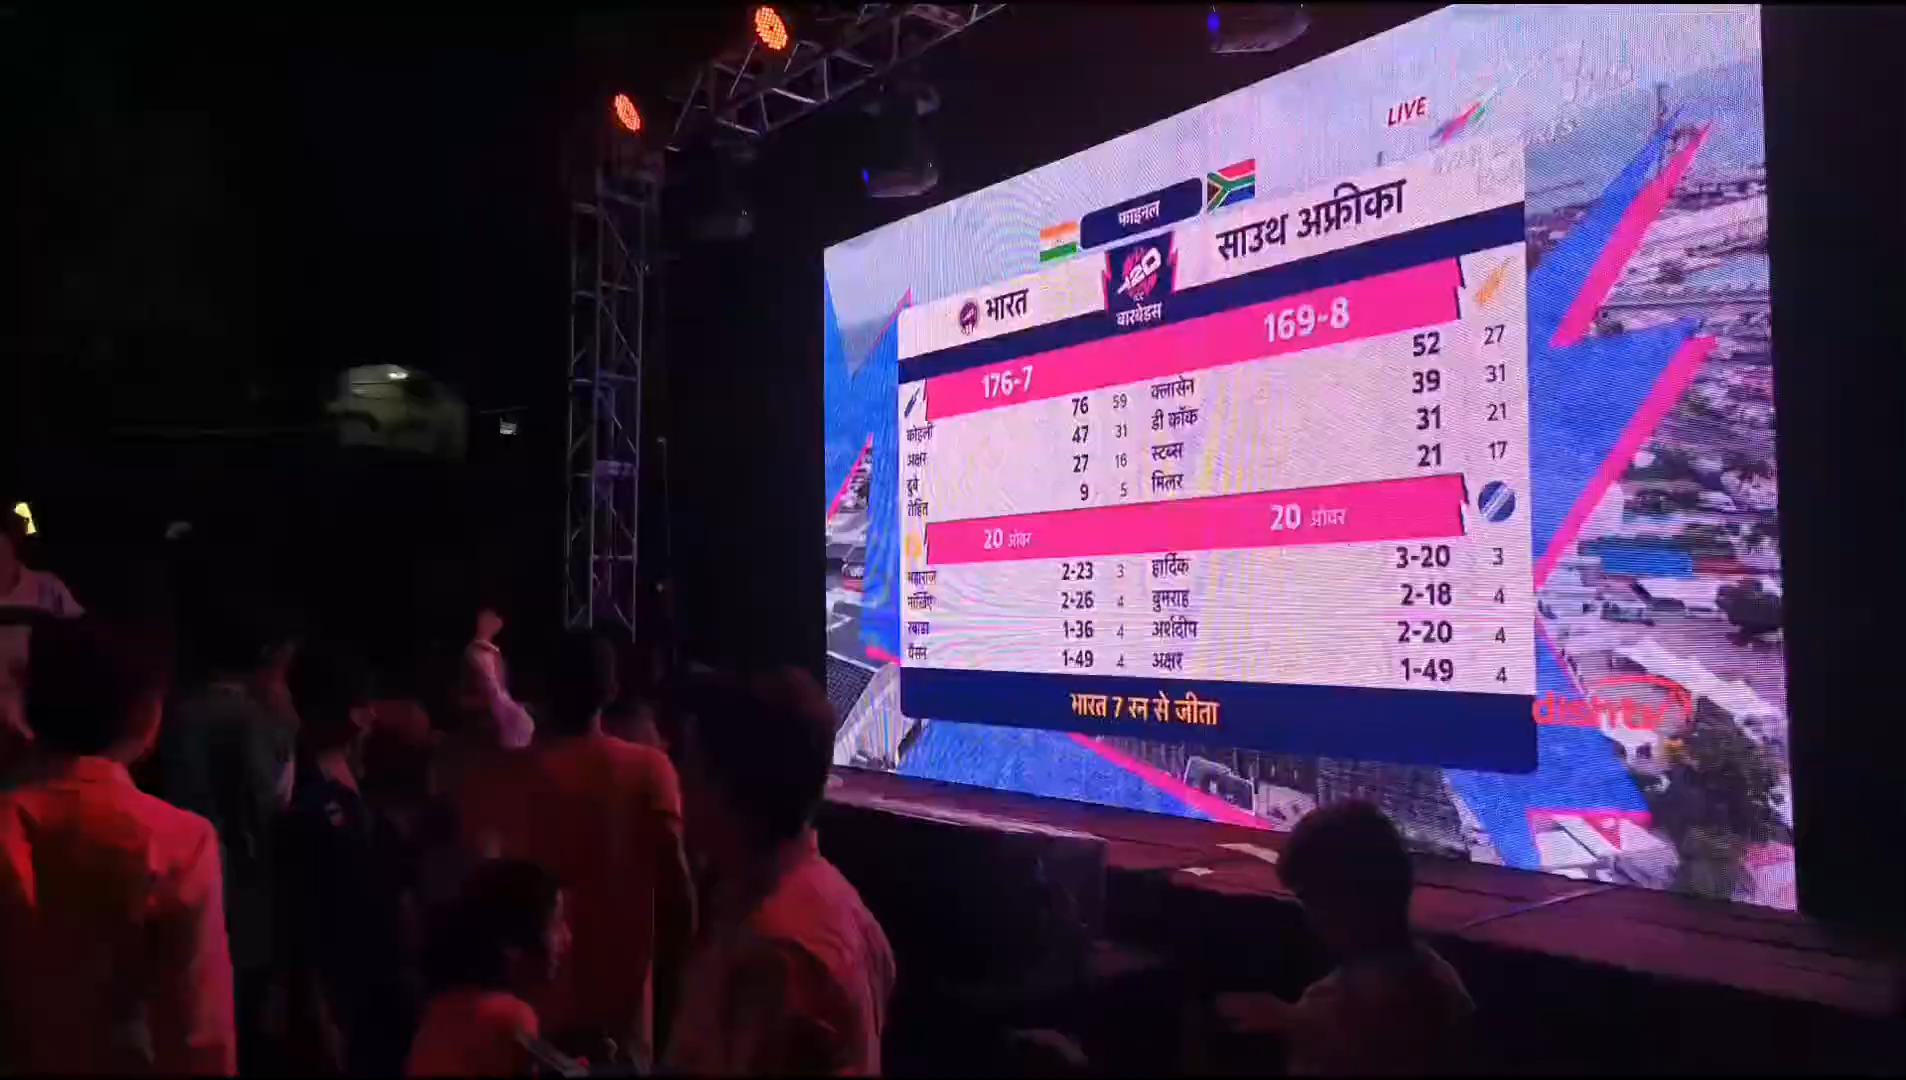 LIVE
फाइनल
भारत
T20
बारबेडस
साउथ अफ्रीका
176-7
169-8
कोहली 76 59
क्लासेन 52 27
अक्षर 47 31
डी कॉक 39 31
दुबे 27 16
स्टब्स 31 21
रोहित 9 5
मिलर 21 17
20 ओवर
20 ओवर
महाराज 2-23 3
हार्दिक 3-20 3
नॉर्खिए 2-26 4
बुमराह 2-18 4
रबाडा 1-36 4
अर्शदीप 2-20 4
यैंसन 1-49 4
अक्षर 1-49 4
भारत 7 रन से जीता
dishtv